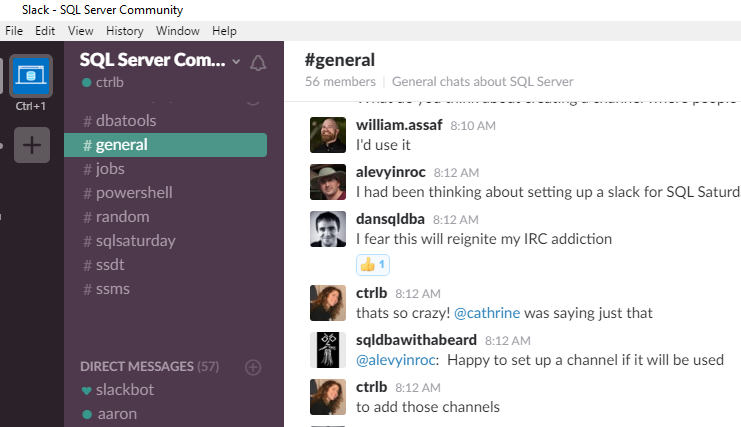 Slack - SQL Server Community
File Edit View History Window Help
Ctrl+1
SQL Server Com...
ctrlb
# dbatools
# general
# jobs
# powershell
# random
# sqlsaturday
# ssdt
# ssms
DIRECT MESSAGES (57)
slackbot
aaron
#general
56 members | General chats about SQL Server
What do you think about creating a channel where people
william.assaf 8:10 AM
I'd use it
alevyinroc 8:12 AM
I had been thinking about setting up a slack for SQL Saturd
dansqldba 8:12 AM
I fear this will reignite my IRC addiction
👍 1
ctrlb 8:12 AM
thats so crazy! @cathrine was saying just that
sqldbawithabeard 8:12 AM
@alevyinroc: Happy to set up a channel if it will be used
ctrlb 8:12 AM
to add those channels